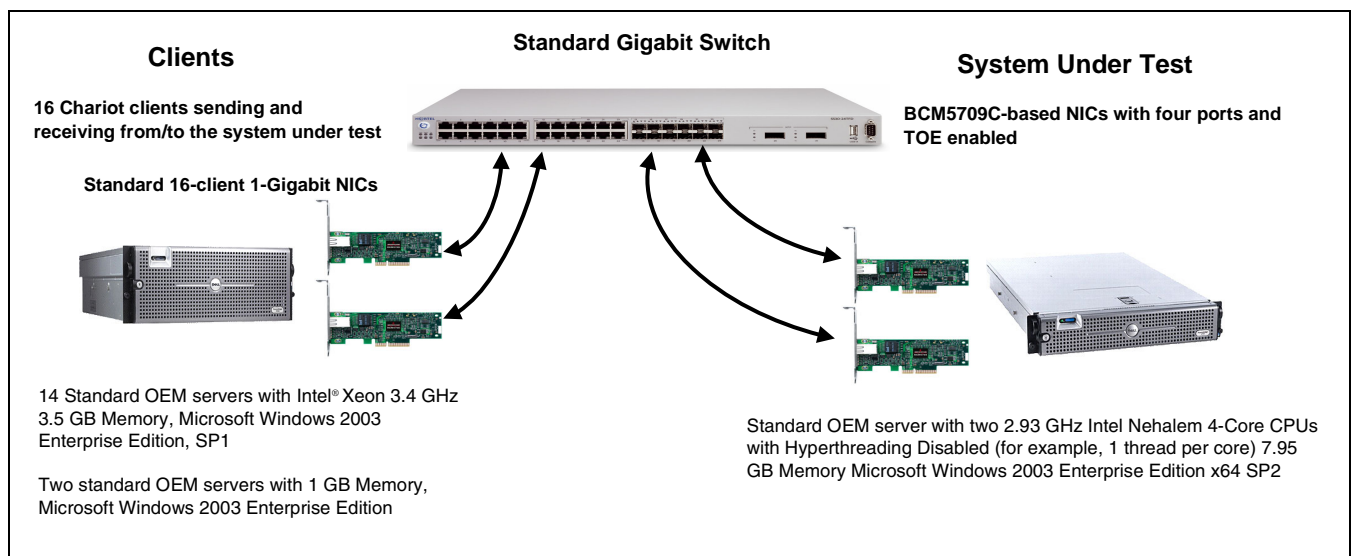 Clients
Standard Gigabit Switch
System Under Test
16 Chariot clients sending and
receiving from/to the system under test
BCM5709C-based NICs with four ports and
TOE enabled
Standard 16-client 1-Gigabit NICs
14 Standard OEM servers with Intel® Xeon 3.4 GHz
3.5 GB Memory, Microsoft Windows 2003
Enterprise Edition, SP1
Two standard OEM servers with 1 GB Memory,
Microsoft Windows 2003 Enterprise Edition
Standard OEM server with two 2.93 GHz Intel Nehalem 4-Core CPUs
with Hyperthreading Disabled (for example, 1 thread per core) 7.95
GB Memory Microsoft Windows 2003 Enterprise Edition x64 SP2